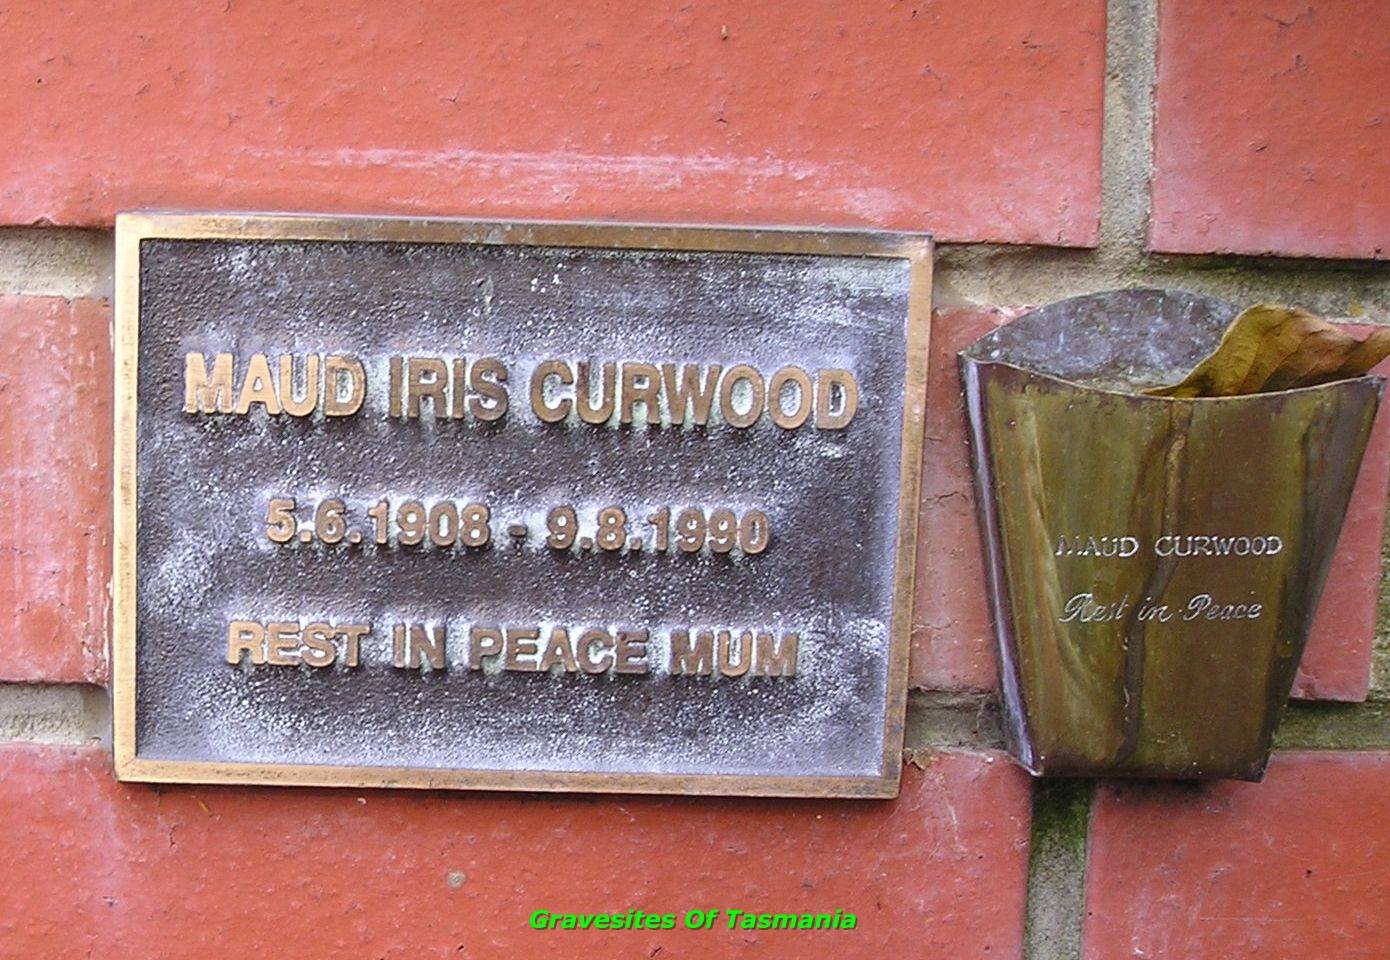 MAUD IRIS CURWOOD
5.6.1908 - 9.8.1990
REST IN PEACE MUM
MAUD CURWOOD
Rest in Peace
Gravesites Of Tasmania